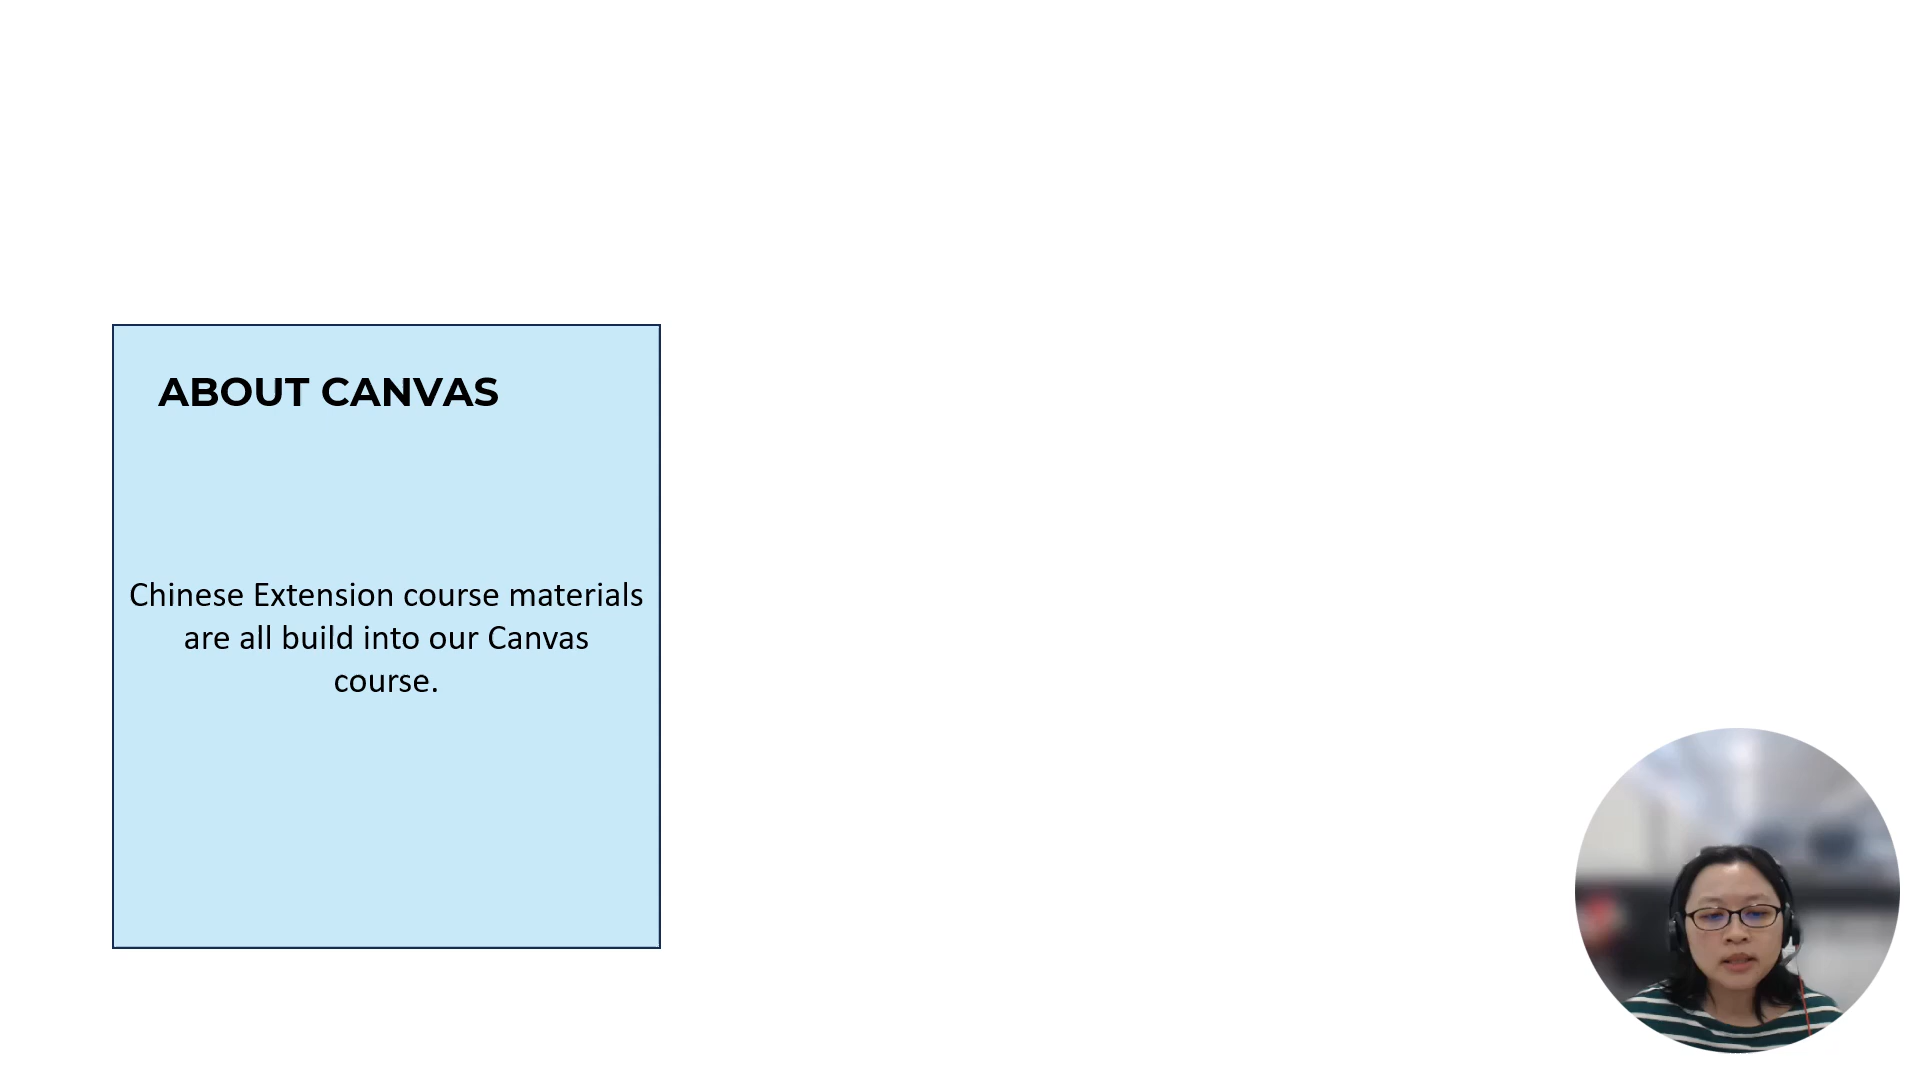 ABOUT CANVAS
Chinese Extension course materials
are all build into our Canvas
course.